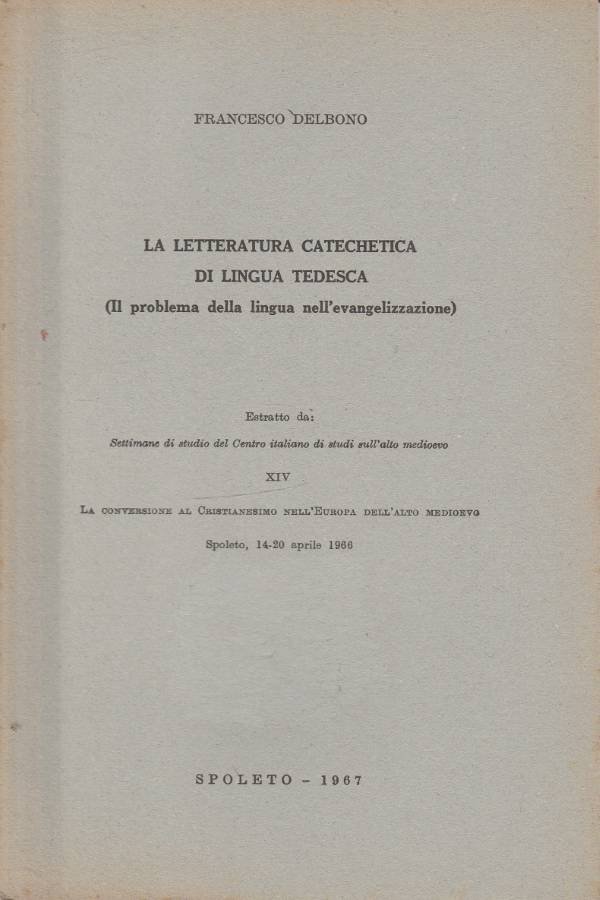 FRANCESCO DELBONO
LA LETTERATURA CATECHETICA
DI LINGUA TEDESCA
(Il problema della lingua nell'evangelizzazione)
Estratto da:
Settimane di studio del Centro italiano di studi sull'alto medioevo
XIV
LA CONVERSIONE AL CRISTIANESIMO NELL'EUROPA DELL'ALTO MEDIOEVO
Spoleto, 14-20 aprile 1966
SPOLETO - 1967